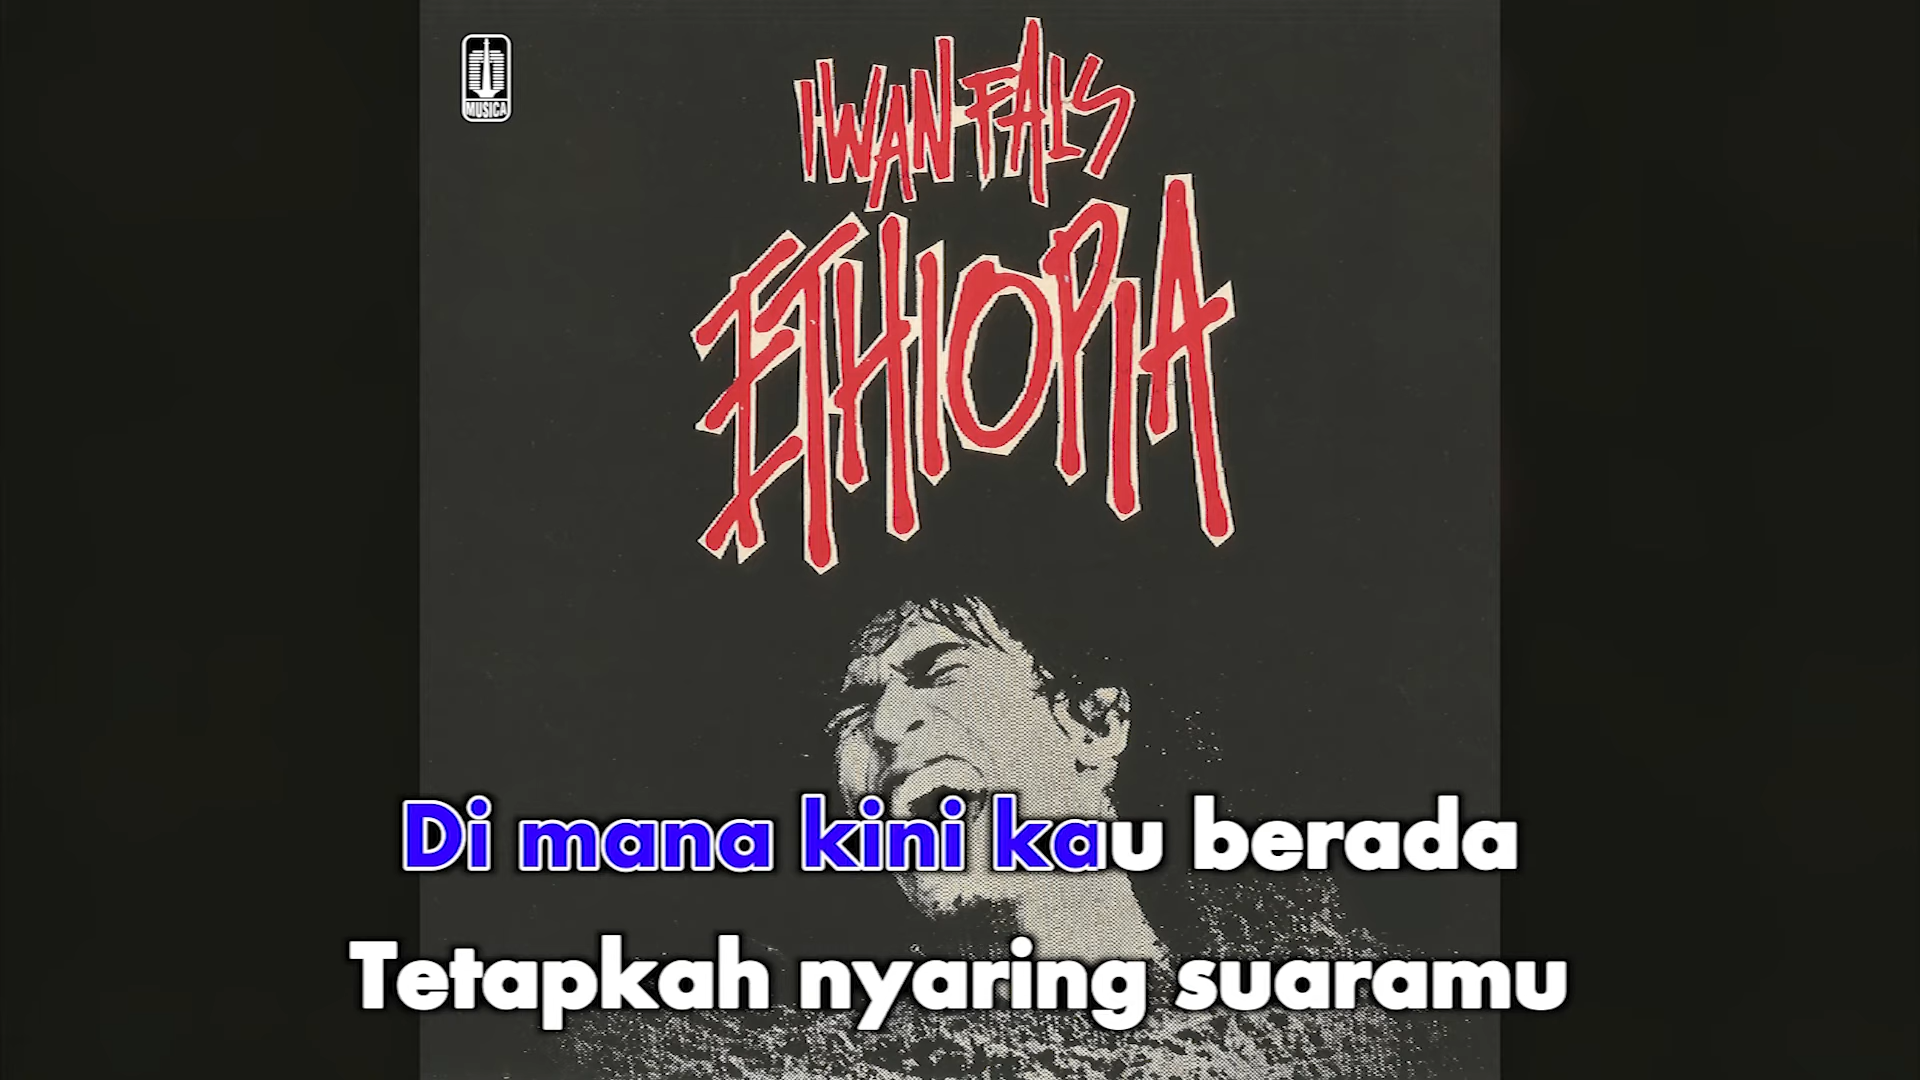 MUSICA
IWAN FALS
ETHIOPIA
Di mana kini kau berada
Tetapkah nyaring suaramu